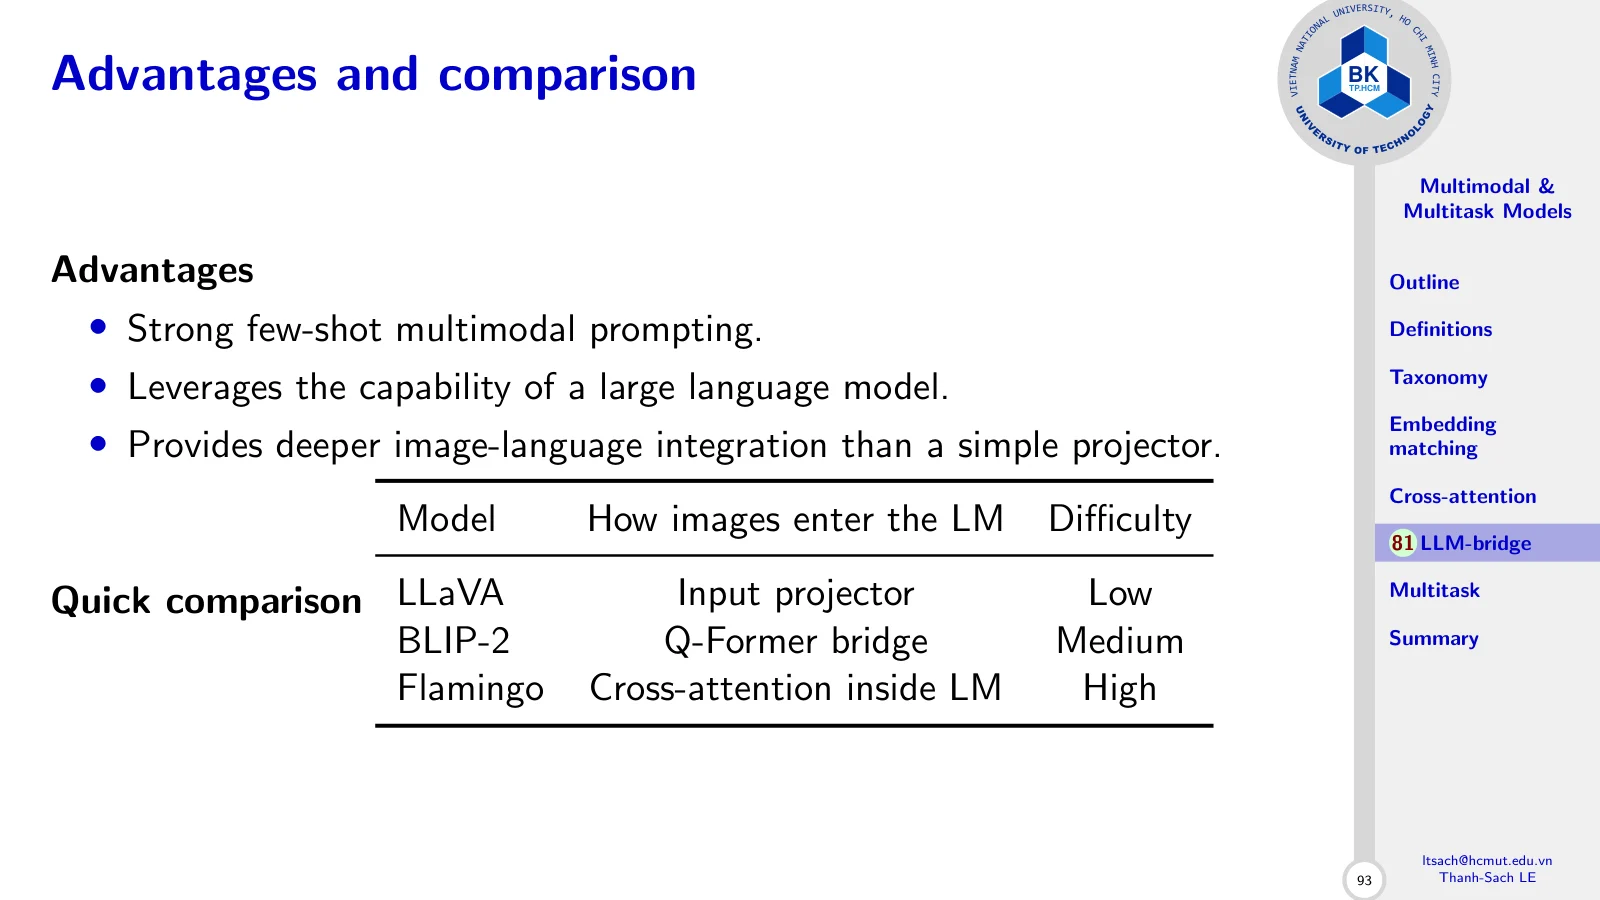 Advantages and comparison
Advantages
• Strong few-shot multimodal prompting.
• Leverages the capability of a large language model.
• Provides deeper image-language integration than a simple projector.
Quick comparison
Model How images enter the LM Difficulty
LLaVA Input projector Low
BLIP-2 Q-Former bridge Medium
Flamingo Cross-attention inside LM High
VIETNAM NATIONAL UNIVERSITY, HO CHI MINH CITY
BK
TP.HCM
UNIVERSITY OF TECHNOLOGY
Multimodal &
Multitask Models
Outline
Definitions
Taxonomy
Embedding
matching
Cross-attention
81 LLM-bridge
Multitask
Summary
ltsach@hcmut.edu.vn
Thanh-Sach LE
93